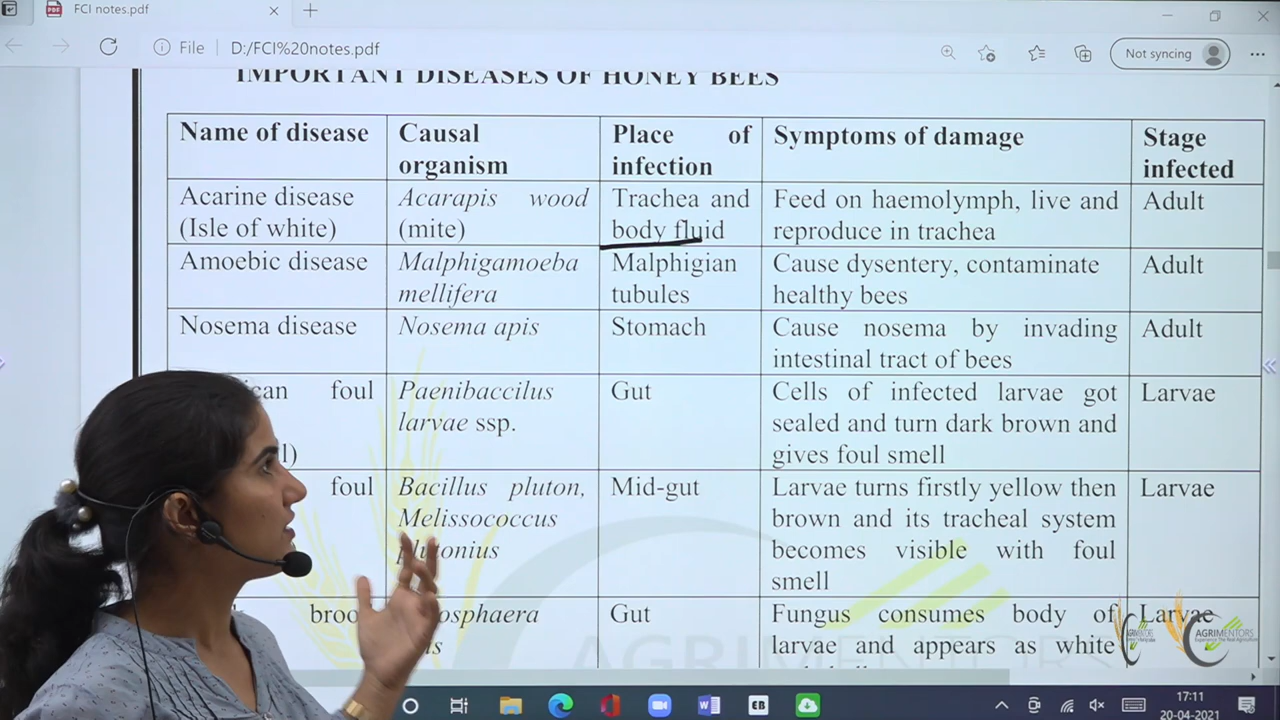 FCI notes.pdf
File D:/FCI%20notes.pdf Not syncing
IMPORTANT DISEASES OF HONEY BEES
Name of disease Causal organism Place of infection Symptoms of damage Stage infected
Acarine disease Acarapis wood Trachea and Feed on haemolymph, live and Adult
(Isle of white) (mite) body fluid reproduce in trachea
Amoebic disease Malphigamoeba Malphigian Cause dysentery, contaminate Adult
mellifera tubules healthy bees
Nosema disease Nosema apis Stomach Cause nosema by invading Adult
intestinal tract of bees
foul Paenibaccilus Gut Cells of infected larvae got Larvae
larvae ssp. sealed and turn dark brown and
gives foul smell
foul Bacillus pluton, Mid-gut Larvae turns firstly yellow then Larvae
Melissococcus brown and its tracheal system
plutonius becomes visible with foul
smell
Gut Fungus consumes body of Larvae
larvae and appears as white
AGRIMENTORS
AGRIMENTORS
17:11
20-04-2021